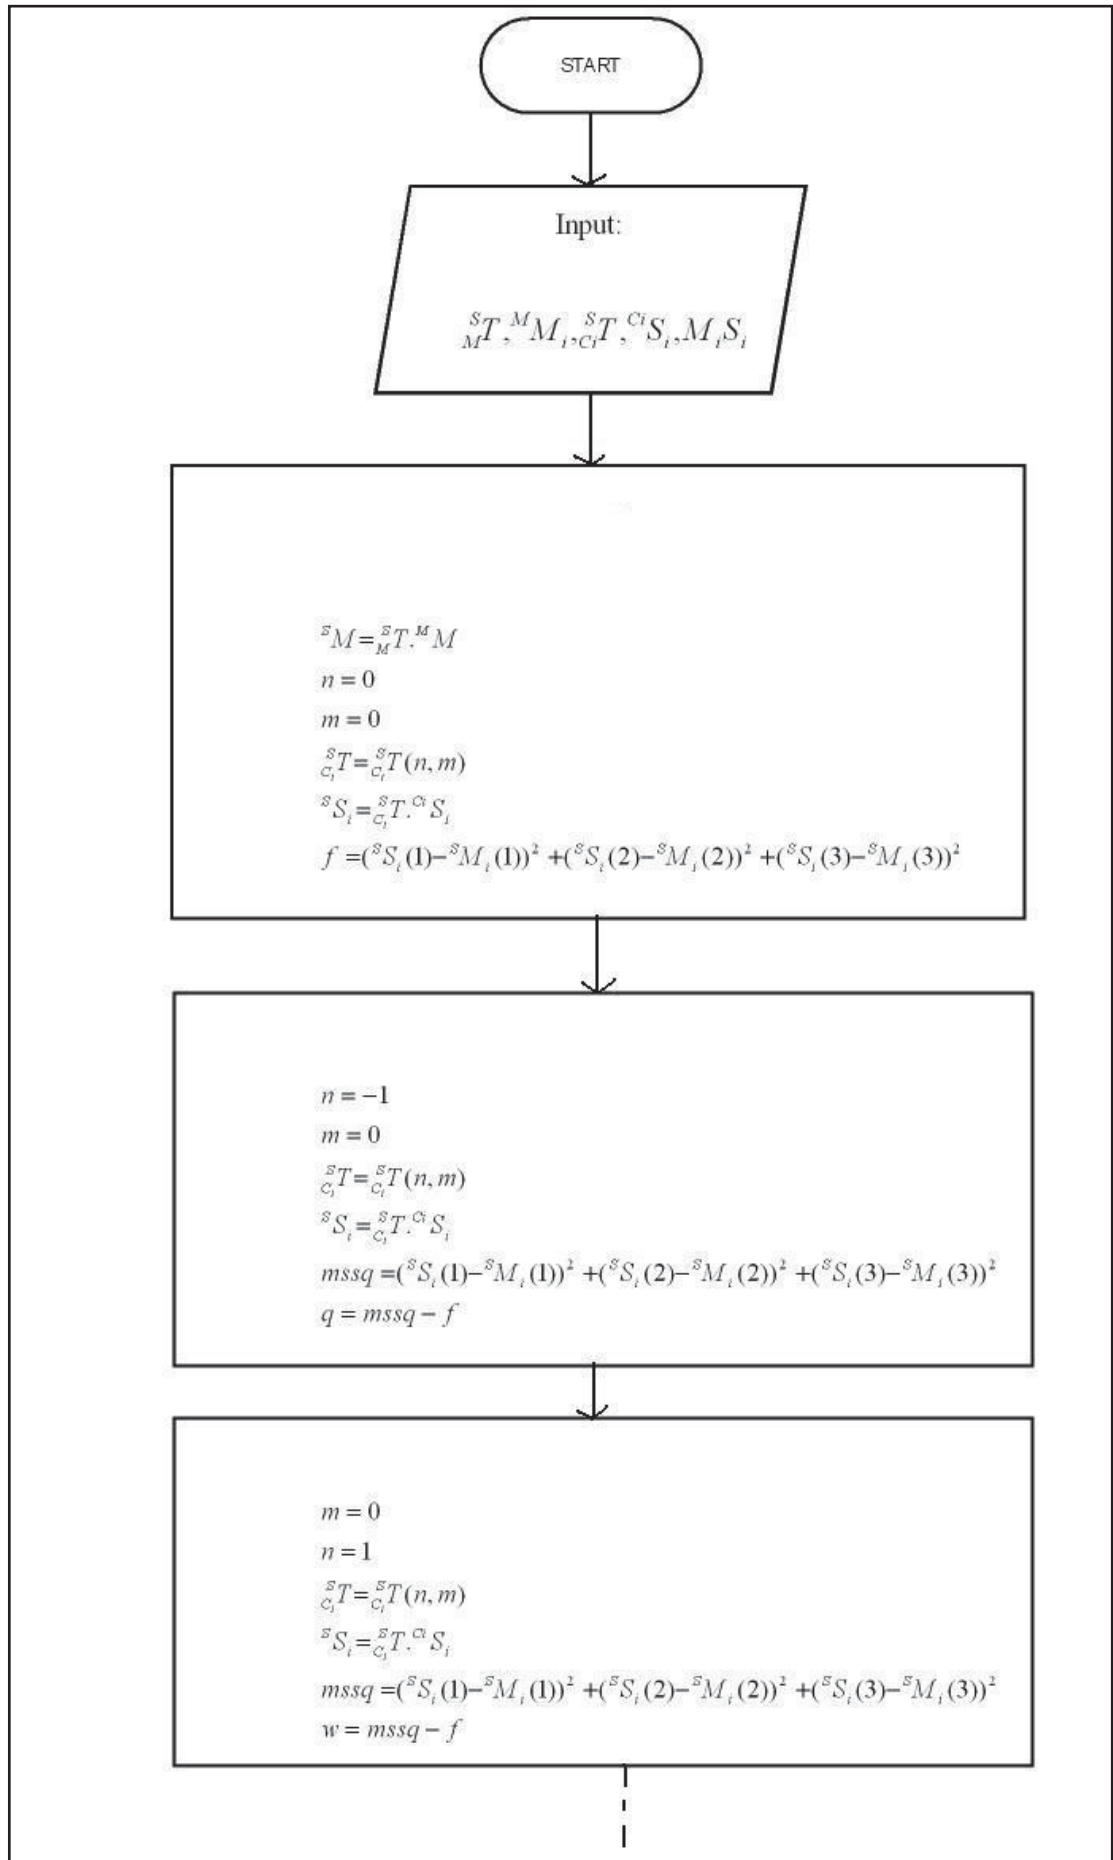 START
Input:
{}^{S}_{M}T, {}^{M}M_i, {}^{S}_{Ci}T, {}^{Ci}S_i, M_iS_i
{}^{S}M = {}^{S}_{M}T.{}^{M}M
n = 0
m = 0
{}^{S}_{C_i}T = {}^{S}_{C_i}T(n, m)
{}^{S}S_i = {}^{S}_{C_i}T.{}^{Ci}S_i
f = ({}^{S}S_i(1) − {}^{S}M_i(1))² + ({}^{S}S_i(2) − {}^{S}M_i(2))² + ({}^{S}S_i(3) − {}^{S}M_i(3))²
n = −1
m = 0
{}^{S}_{C_i}T = {}^{S}_{C_i}T(n, m)
{}^{S}S_i = {}^{S}_{C_i}T.{}^{Ci}S_i
mssq = ({}^{S}S_i(1) − {}^{S}M_i(1))² + ({}^{S}S_i(2) − {}^{S}M_i(2))² + ({}^{S}S_i(3) − {}^{S}M_i(3))²
q = mssq − f
m = 0
n = 1
{}^{S}_{C_i}T = {}^{S}_{C_i}T(n, m)
{}^{S}S_i = {}^{S}_{C_i}T.{}^{Ci}S_i
mssq = ({}^{S}S_i(1) − {}^{S}M_i(1))² + ({}^{S}S_i(2) − {}^{S}M_i(2))² + ({}^{S}S_i(3) − {}^{S}M_i(3))²
w = mssq − f